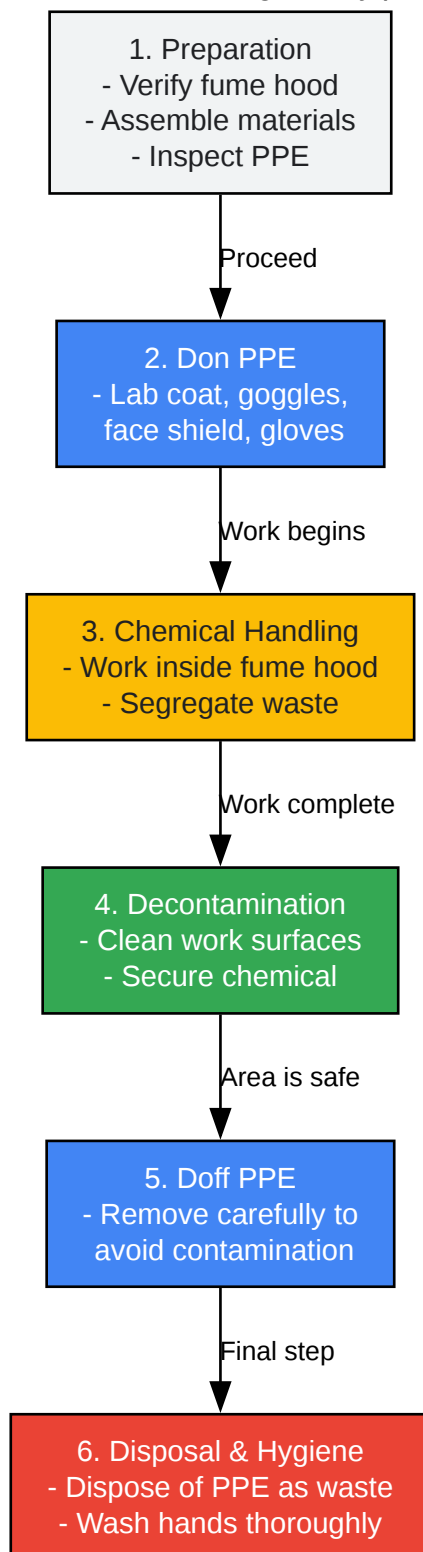 1. Preparation
- Verify fume hood
- Assemble materials
- Inspect PPE
Proceed
2. Don PPE
- Lab coat, goggles,
face shield, gloves
Work begins
3. Chemical Handling
- Work inside fume hood
- Segregate waste
Work complete
4. Decontamination
- Clean work surfaces
- Secure chemical
Area is safe
5. Doff PPE
- Remove carefully to
avoid contamination
Final step
6. Disposal & Hygiene
- Dispose of PPE as waste
- Wash hands thoroughly